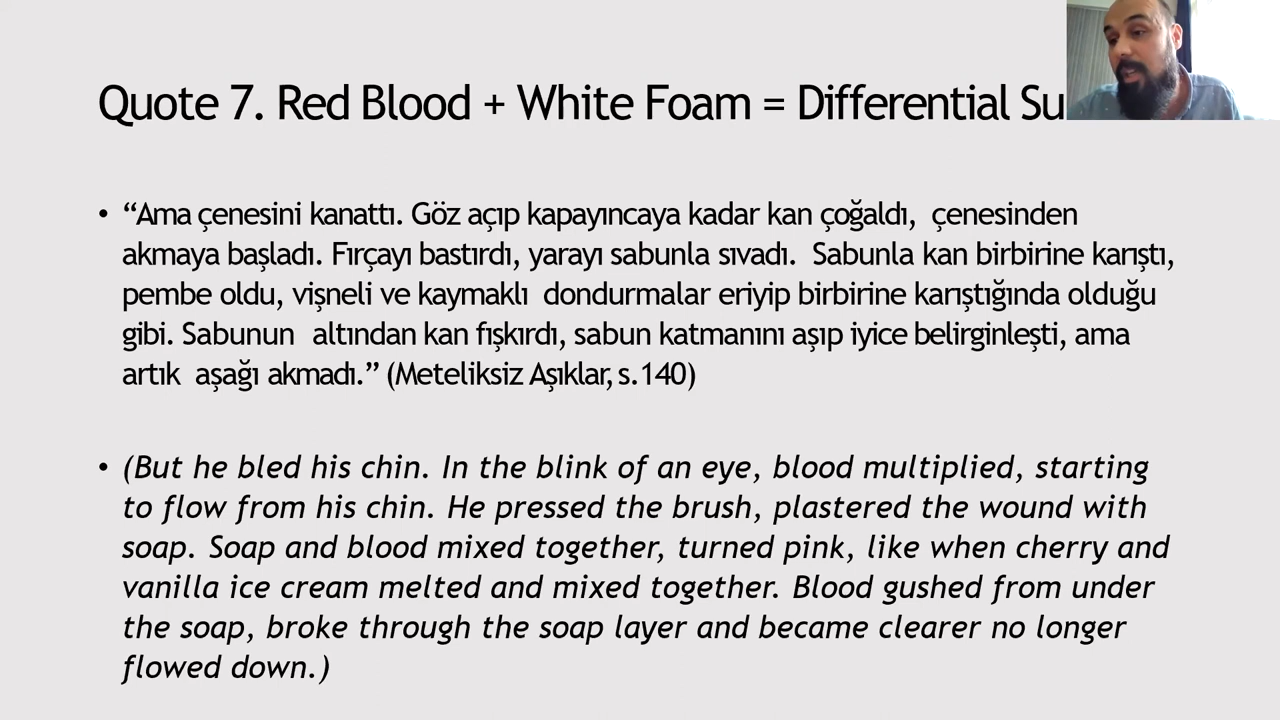 Quote 7. Red Blood + White Foam = Differential
• “Ama çenesini kanattı. Göz açıp kapayıncaya kadar kan çoğaldı, çenesinden
akmaya başladı. Fırçayı bastırdı, yarayı sabunla sıvadı. Sabunla kan birbirine karıştı,
pembe oldu, vişneli ve kaymaklı dondurmalar eriyip birbirine karıştığında olduğu
gibi. Sabunun altından kan fışkırdı, sabun katmanını aşıp iyice belirginleşti, ama
artık aşağı akmadı.” (Meteliksiz Aşıklar, s.140)
• (But he bled his chin. In the blink of an eye, blood multiplied, starting
to flow from his chin. He pressed the brush, plastered the wound with
soap. Soap and blood mixed together, turned pink, like when cherry and
vanilla ice cream melted and mixed together. Blood gushed from under
the soap, broke through the soap layer and became clearer no longer
flowed down.)